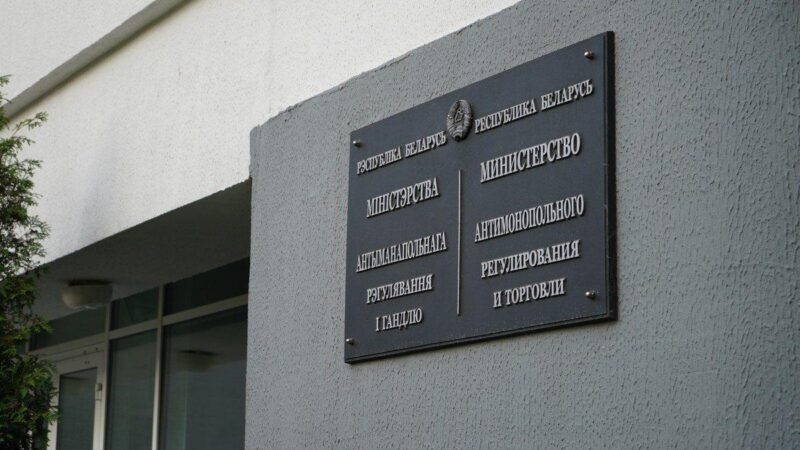 РЭСПУБЛІКА БЕЛАРУСЬ
МІНІСТЭРСТВА
АНТЫМАНАПОЛЬНАГА
РЭГУЛЯВАННЯ
І ГАНДЛЮ
РЕСПУБЛИКА БЕЛАРУСЬ
МИНИСТЕРСТВО
АНТИМОНОПОЛЬНОГО
РЕГУЛИРОВАНИЯ
И ТОРГОВЛИ